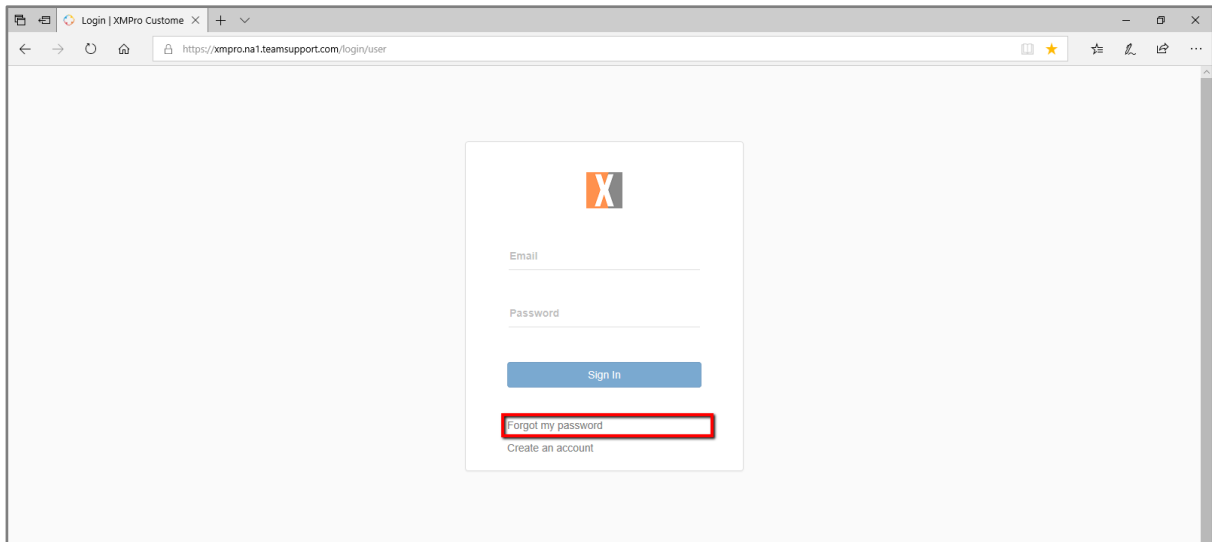 Login | XMPro Custome
https://xmpro.na1.teamsupport.com/login/user
X
Email
Password
Sign In
Forgot my password
Create an account